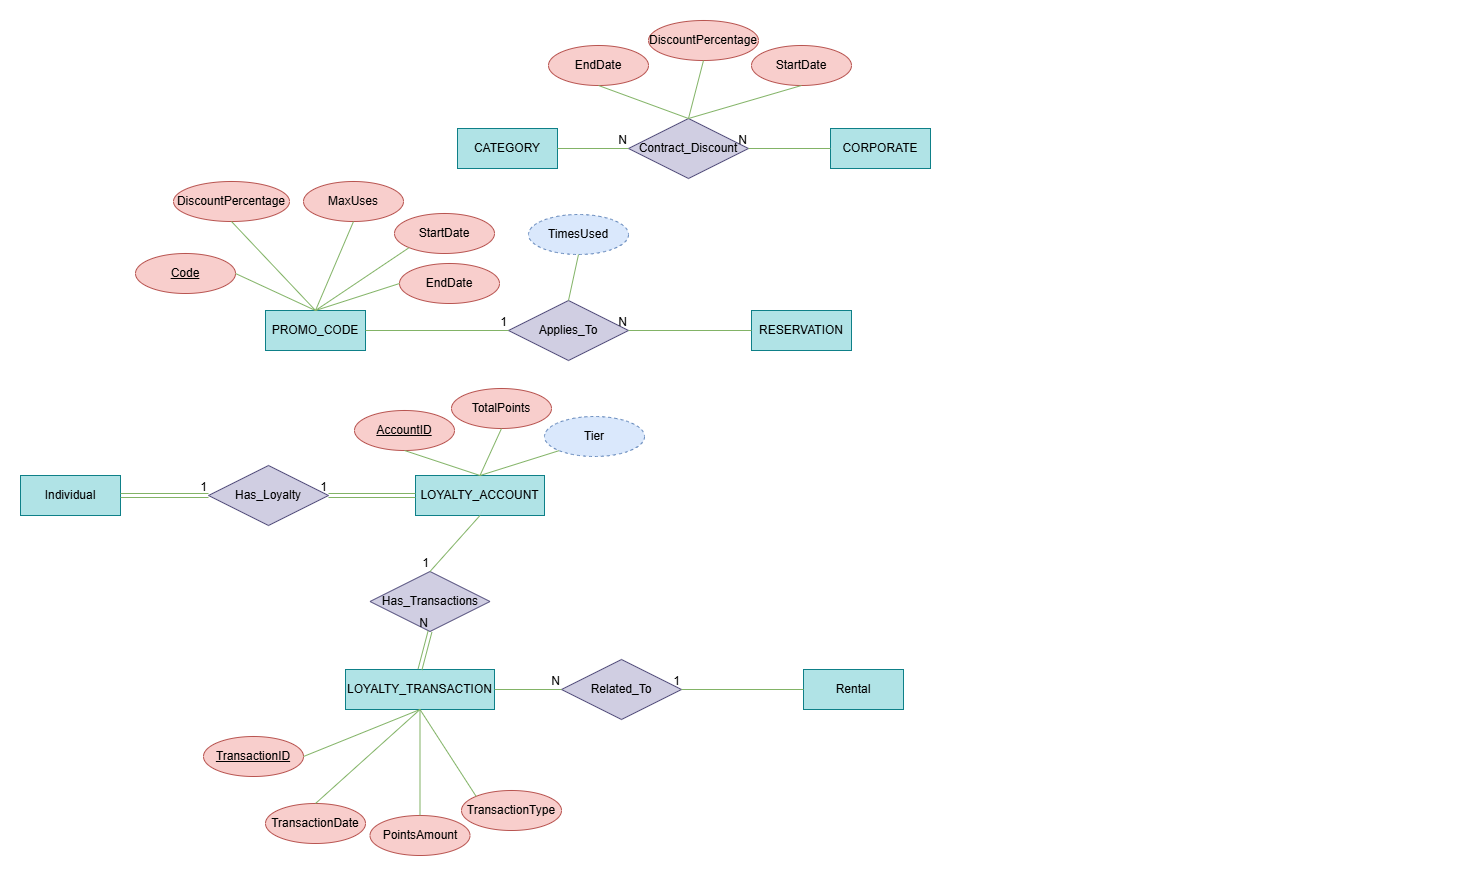 DiscountPercentage
EndDate
StartDate
CATEGORY
N
Contract_Discount
N
CORPORATE
DiscountPercentage
MaxUses
StartDate
TimesUsed
Code
EndDate
PROMO_CODE
1
Applies_To
N
RESERVATION
AccountID
TotalPoints
Tier
Individual
1
Has_Loyalty
1
LOYALTY_ACCOUNT
1
Has_Transactions
N
LOYALTY_TRANSACTION
N
Related_To
1
Rental
TransactionID
TransactionDate
PointsAmount
TransactionType